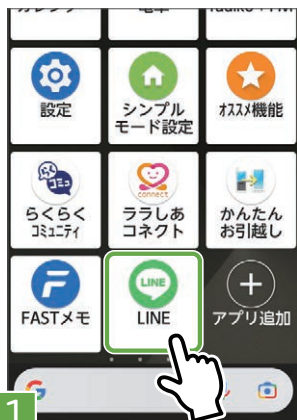 設定
シンプル
モード設定
オススメ機能
connect
らくらく
コミュニティ
ララしあ
コネクト
かんたん
お引越し
LINE
FASTメモ
LINE
アプリ追加
1